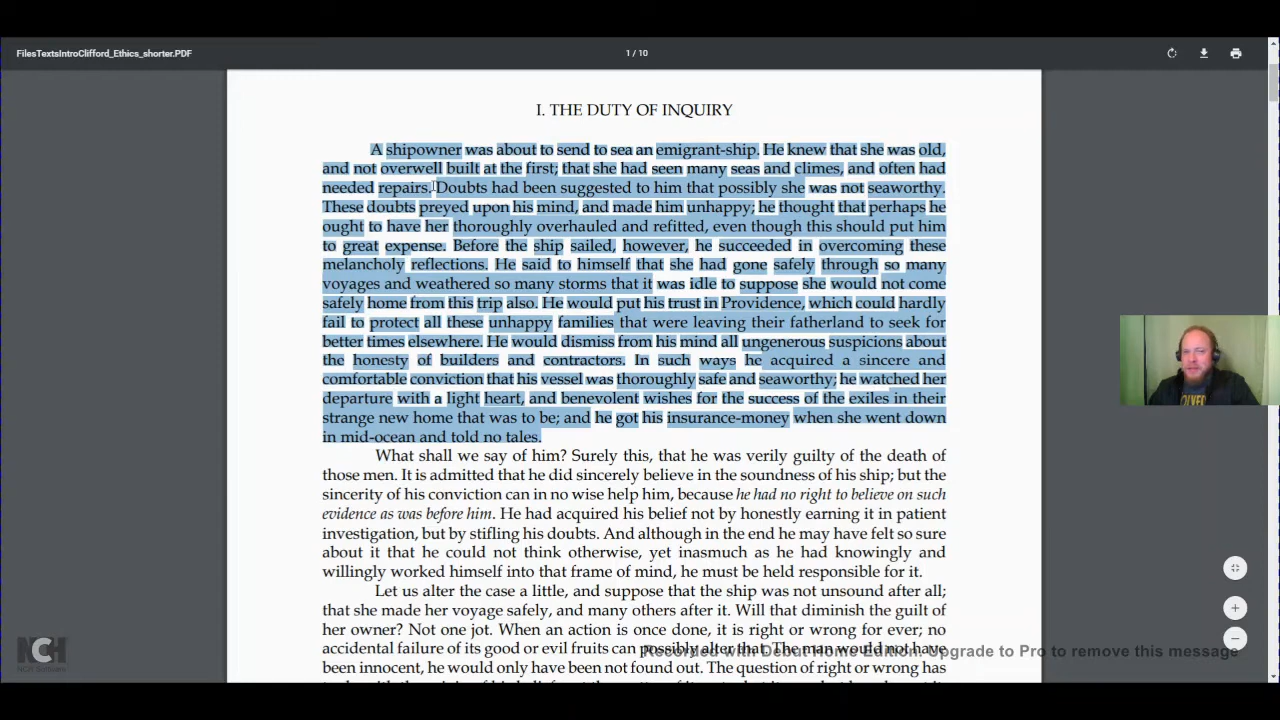 FilesTextsIntroClifford_Ethics_shorter.PDF
1 / 10
I. THE DUTY OF INQUIRY
A shipowner was about to send to sea an emigrant-ship. He knew that she was old,
and not overwell built at the first; that she had seen many seas and climes, and often had
needed repairs. Doubts had been suggested to him that possibly she was not seaworthy.
These doubts preyed upon his mind, and made him unhappy; he thought that perhaps he
ought to have her thoroughly overhauled and refitted, even though this should put him
to great expense. Before the ship sailed, however, he succeeded in overcoming these
melancholy reflections. He said to himself that she had gone safely through so many
voyages and weathered so many storms that it was idle to suppose she would not come
safely home from this trip also. He would put his trust in Providence, which could hardly
fail to protect all these unhappy families that were leaving their fatherland to seek for
better times elsewhere. He would dismiss from his mind all ungenerous suspicions about
the honesty of builders and contractors. In such ways he acquired a sincere and
comfortable conviction that his vessel was thoroughly safe and seaworthy; he watched her
departure with a light heart, and benevolent wishes for the success of the exiles in their
strange new home that was to be; and he got his insurance-money when she went down
in mid-ocean and told no tales.
What shall we say of him? Surely this, that he was verily guilty of the death of
those men. It is admitted that he did sincerely believe in the soundness of his ship; but the
sincerity of his conviction can in no wise help him, because he had no right to believe on such
evidence as was before him. He had acquired his belief not by honestly earning it in patient
investigation, but by stifling his doubts. And although in the end he may have felt so sure
about it that he could not think otherwise, yet inasmuch as he had knowingly and
willingly worked himself into that frame of mind, he must be held responsible for it.
Let us alter the case a little, and suppose that the ship was not unsound after all;
that she made her voyage safely, and many others after it. Will that diminish the guilt of
her owner? Not one jot. When an action is once done, it is right or wrong for ever; no
accidental failure of its good or evil fruits can possibly alter that. The man would not have
been innocent, he would only have been not found out. The question of right or wrong has
NCH
Recorded with Debut Home Edition. Upgrade to Pro to remove this message